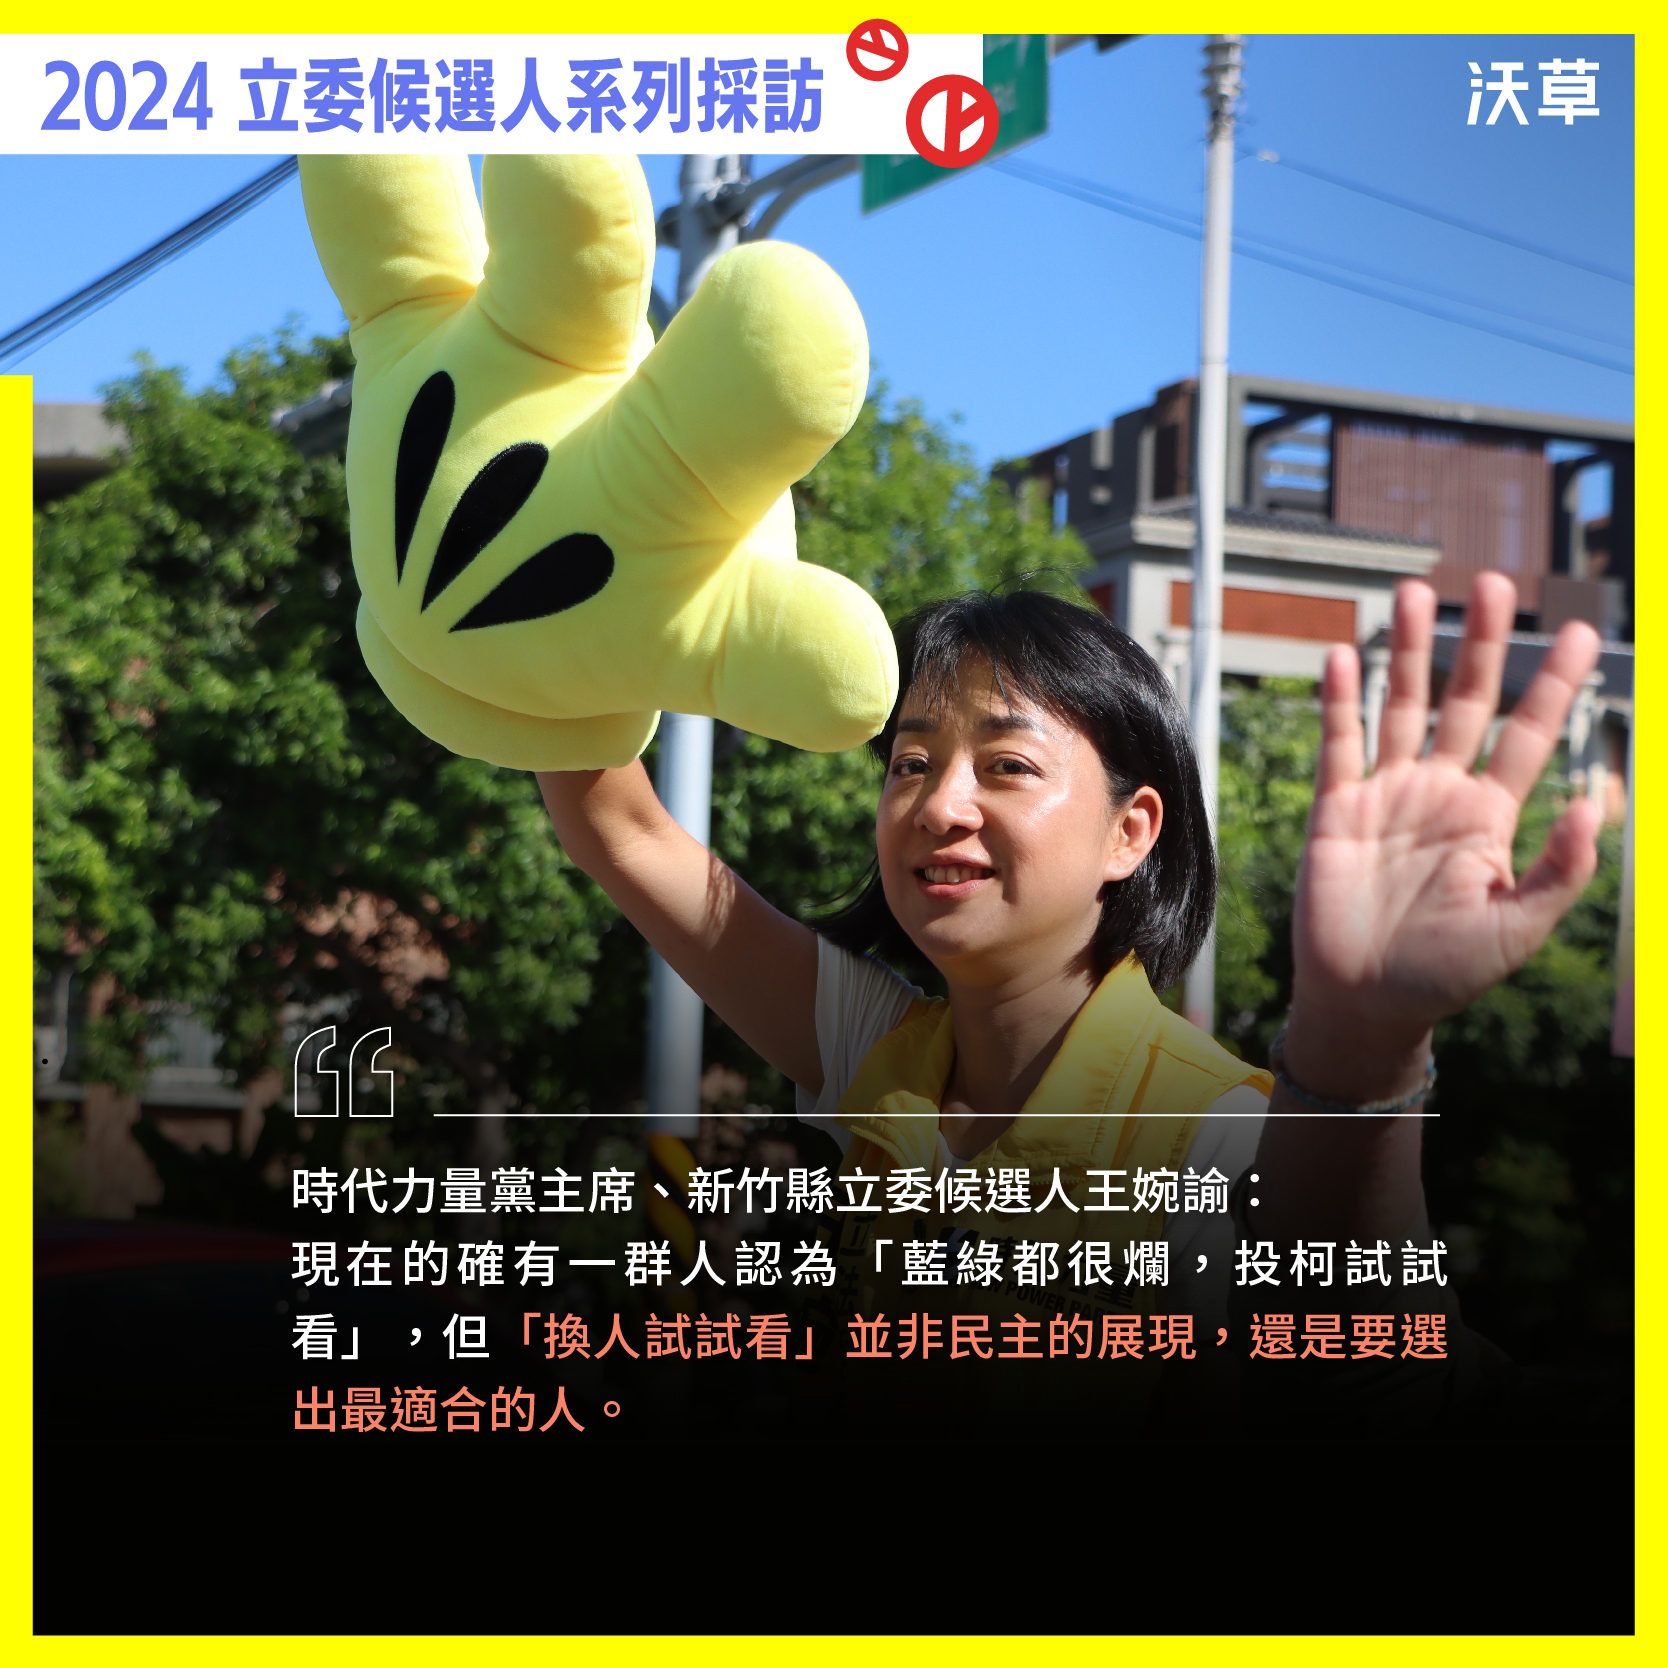 2024 立委候選人系列採訪
沃草
時代力量黨主席、新竹縣立委候選人王婉諭：
現在的確有一群人認為「藍綠都很爛，投柯試試
看」，但「換人試試看」並非民主的展現，還是要選
出最適合的人。